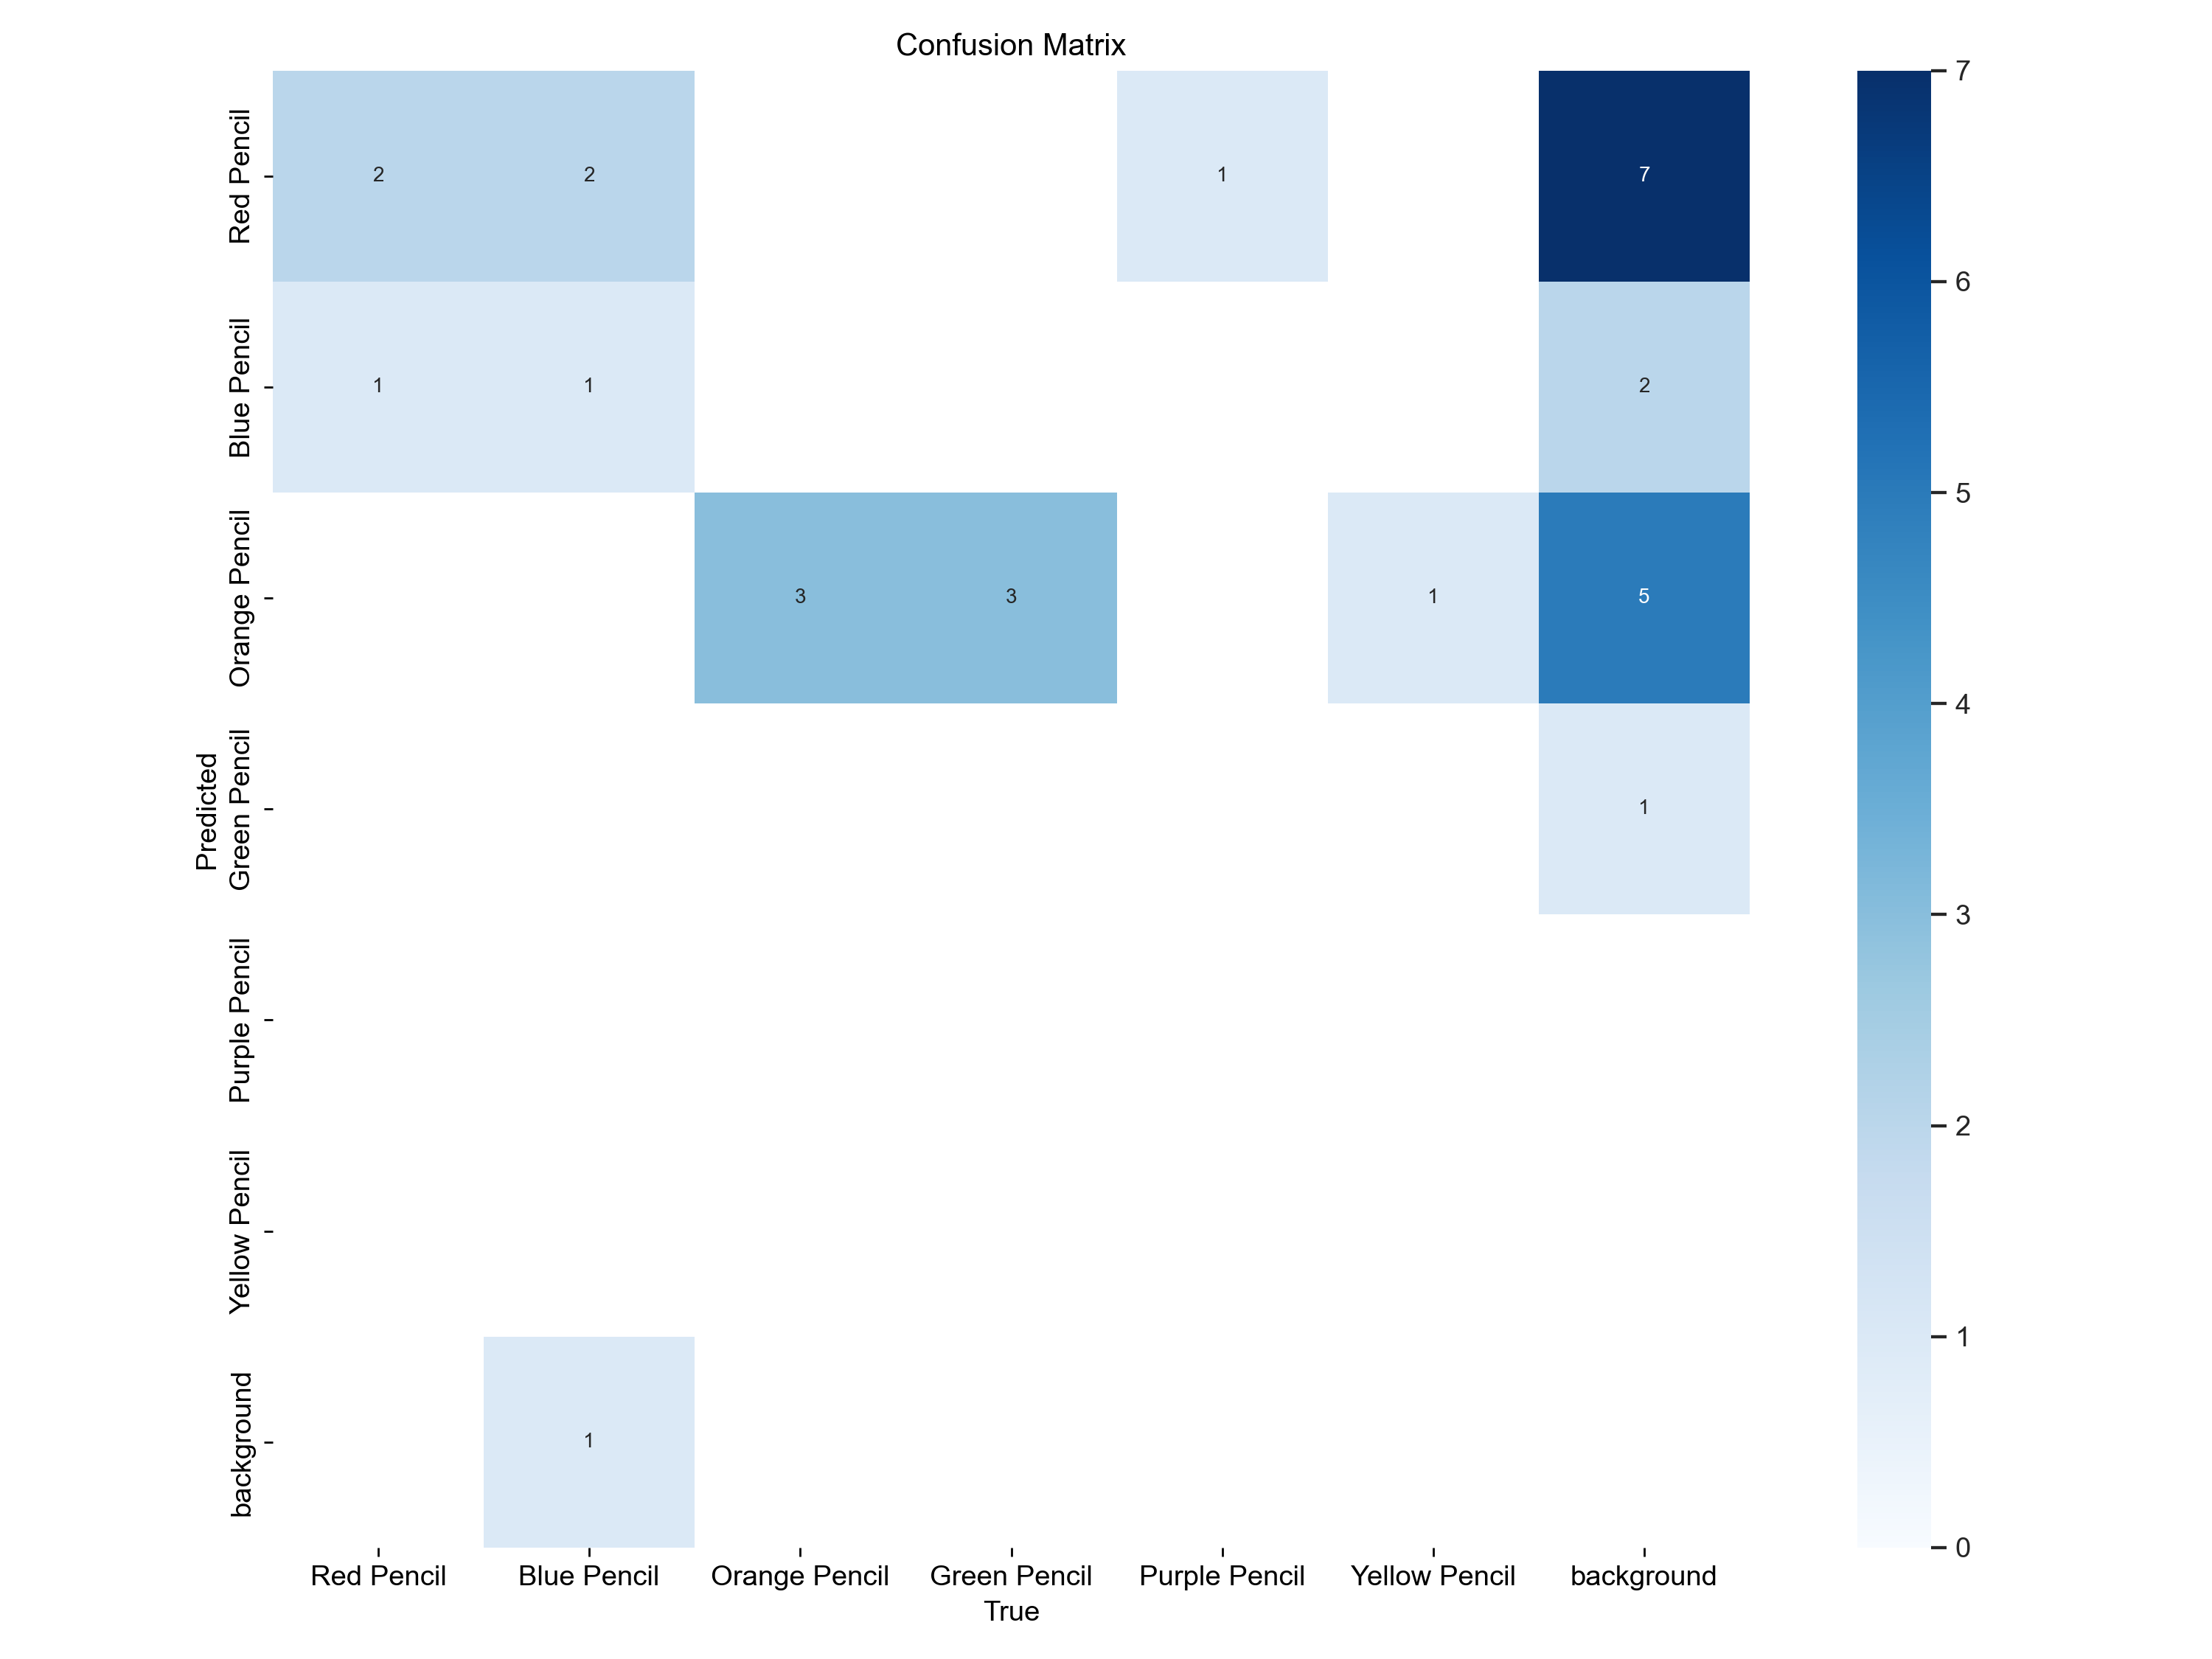 Confusion Matrix
Red Pencil
2 2 1 7
Blue Pencil
1 1 2
Orange Pencil
3 3 1 5
Green Pencil
1
Purple Pencil
Yellow Pencil
background
1
Predicted
Red Pencil Blue Pencil Orange Pencil Green Pencil Purple Pencil Yellow Pencil background
True
7
6
5
4
3
2
1
0